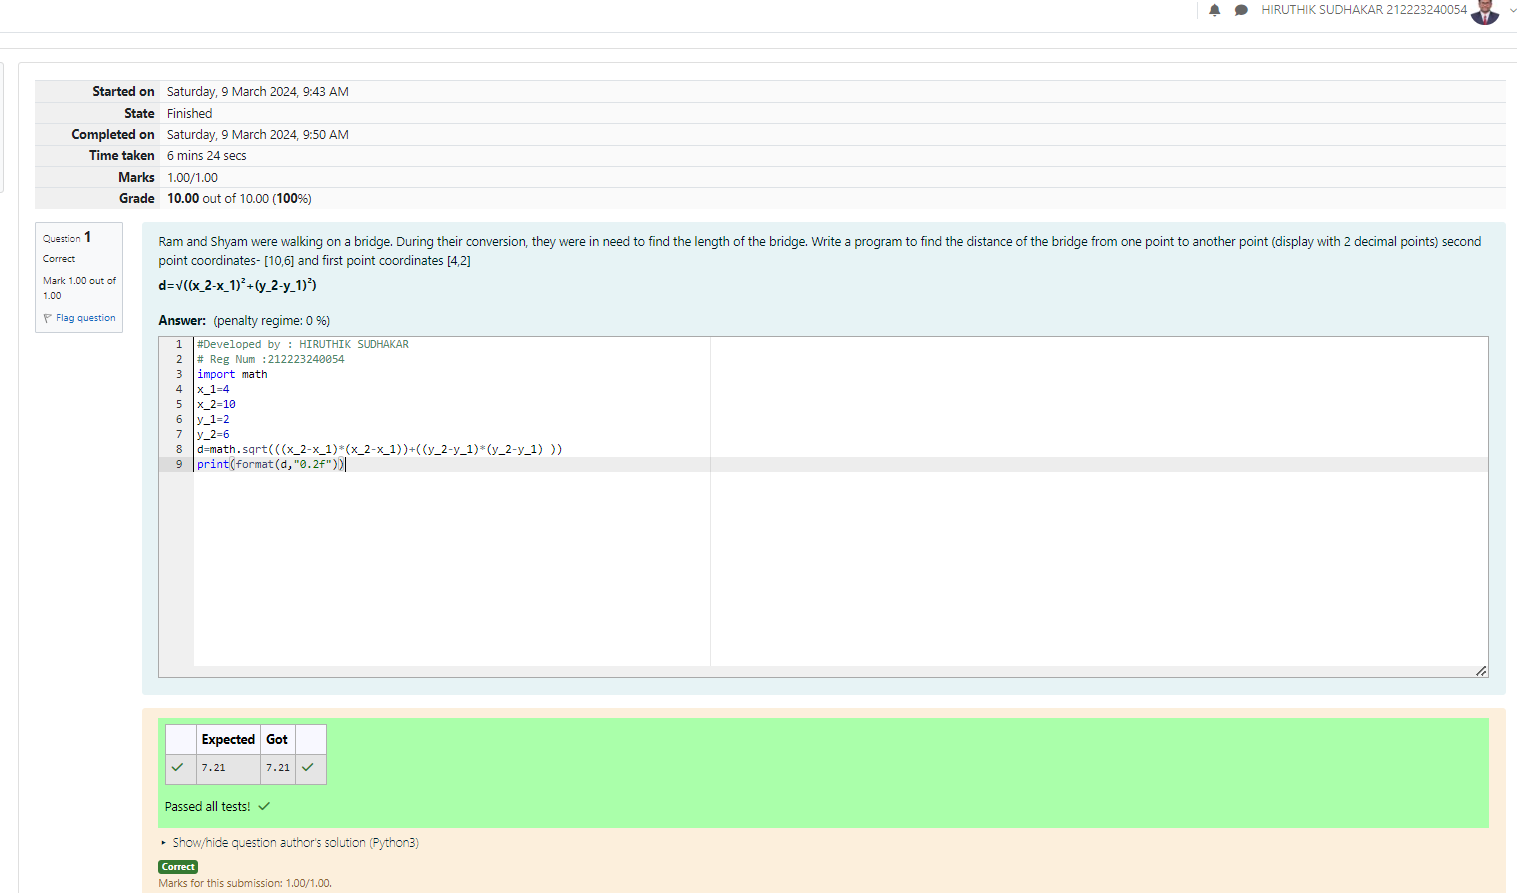 HIRUTHIK SUDHAKAR 212223240054
Started on Saturday, 9 March 2024, 9:43 AM
State Finished
Completed on Saturday, 9 March 2024, 9:50 AM
Time taken 6 mins 24 secs
Marks 1.00/1.00
Grade 10.00 out of 10.00 (100%)
Question 1
Correct
Mark 1.00 out of
1.00
Flag question
Ram and Shyam were walking on a bridge. During their conversion, they were in need to find the length of the bridge. Write a program to find the distance of the bridge from one point to another point (display with 2 decimal points) second
point coordinates- [10,6] and first point coordinates [4,2]
d=√((x_2-x_1)²+(y_2-y_1)²)
Answer: (penalty regime: 0 %)
1 #Developed by : HIRUTHIK SUDHAKAR
2 # Reg Num :212223240054
3 import math
4 x_1=4
5 x_2=10
6 y_1=2
7 y_2=6
8 d=math.sqrt(((x_2-x_1)*(x_2-x_1))+((y_2-y_1)*(y_2-y_1) ))
9 print(format(d,"0.2f"))
Expected Got
7.21 7.21
Passed all tests!
Show/hide question author's solution (Python3)
Correct
Marks for this submission: 1.00/1.00.